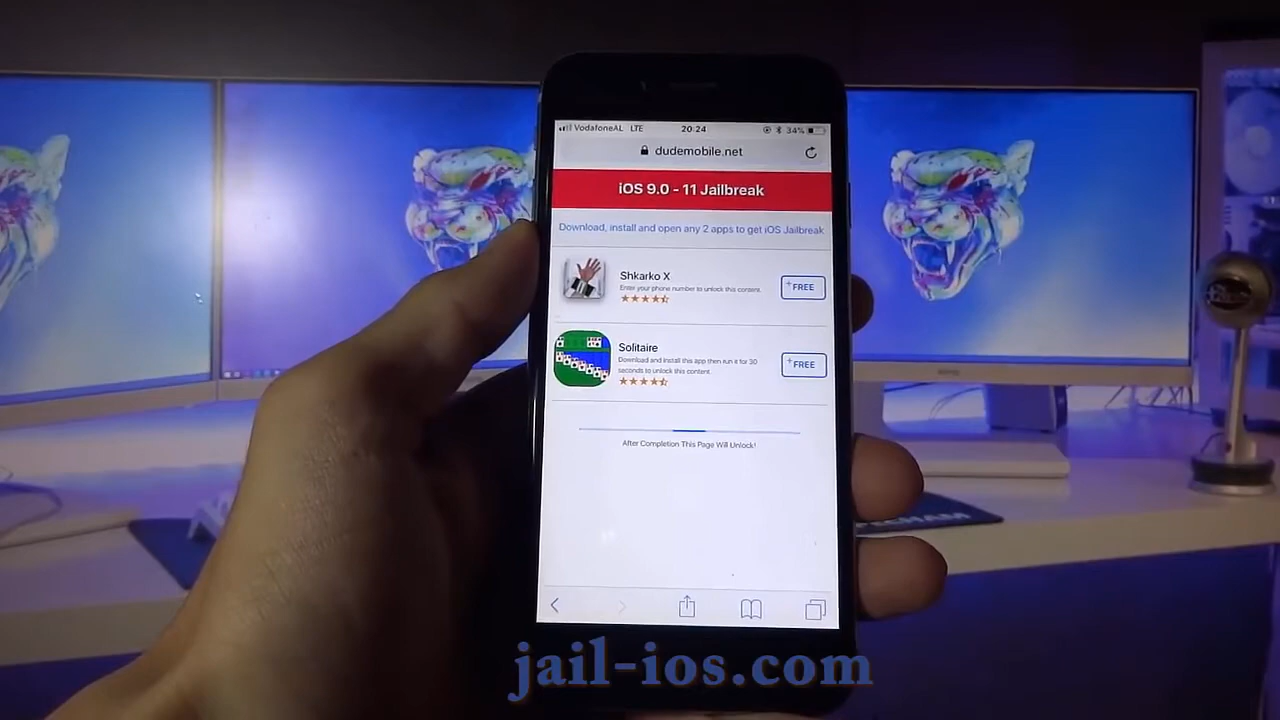 VodafoneAL LTE 20:24 34%
dudemobile.net
iOS 9.0 - 11 Jailbreak
Download, install and open any 2 apps to get iOS Jailbreak
Shkarko X
Enter your phone number to unlock this content.
+FREE
Solitaire
Download and install this app then run it for 30
seconds to unlock this content.
+FREE
After Completion This Page Will Unlock!
jail-ios.com